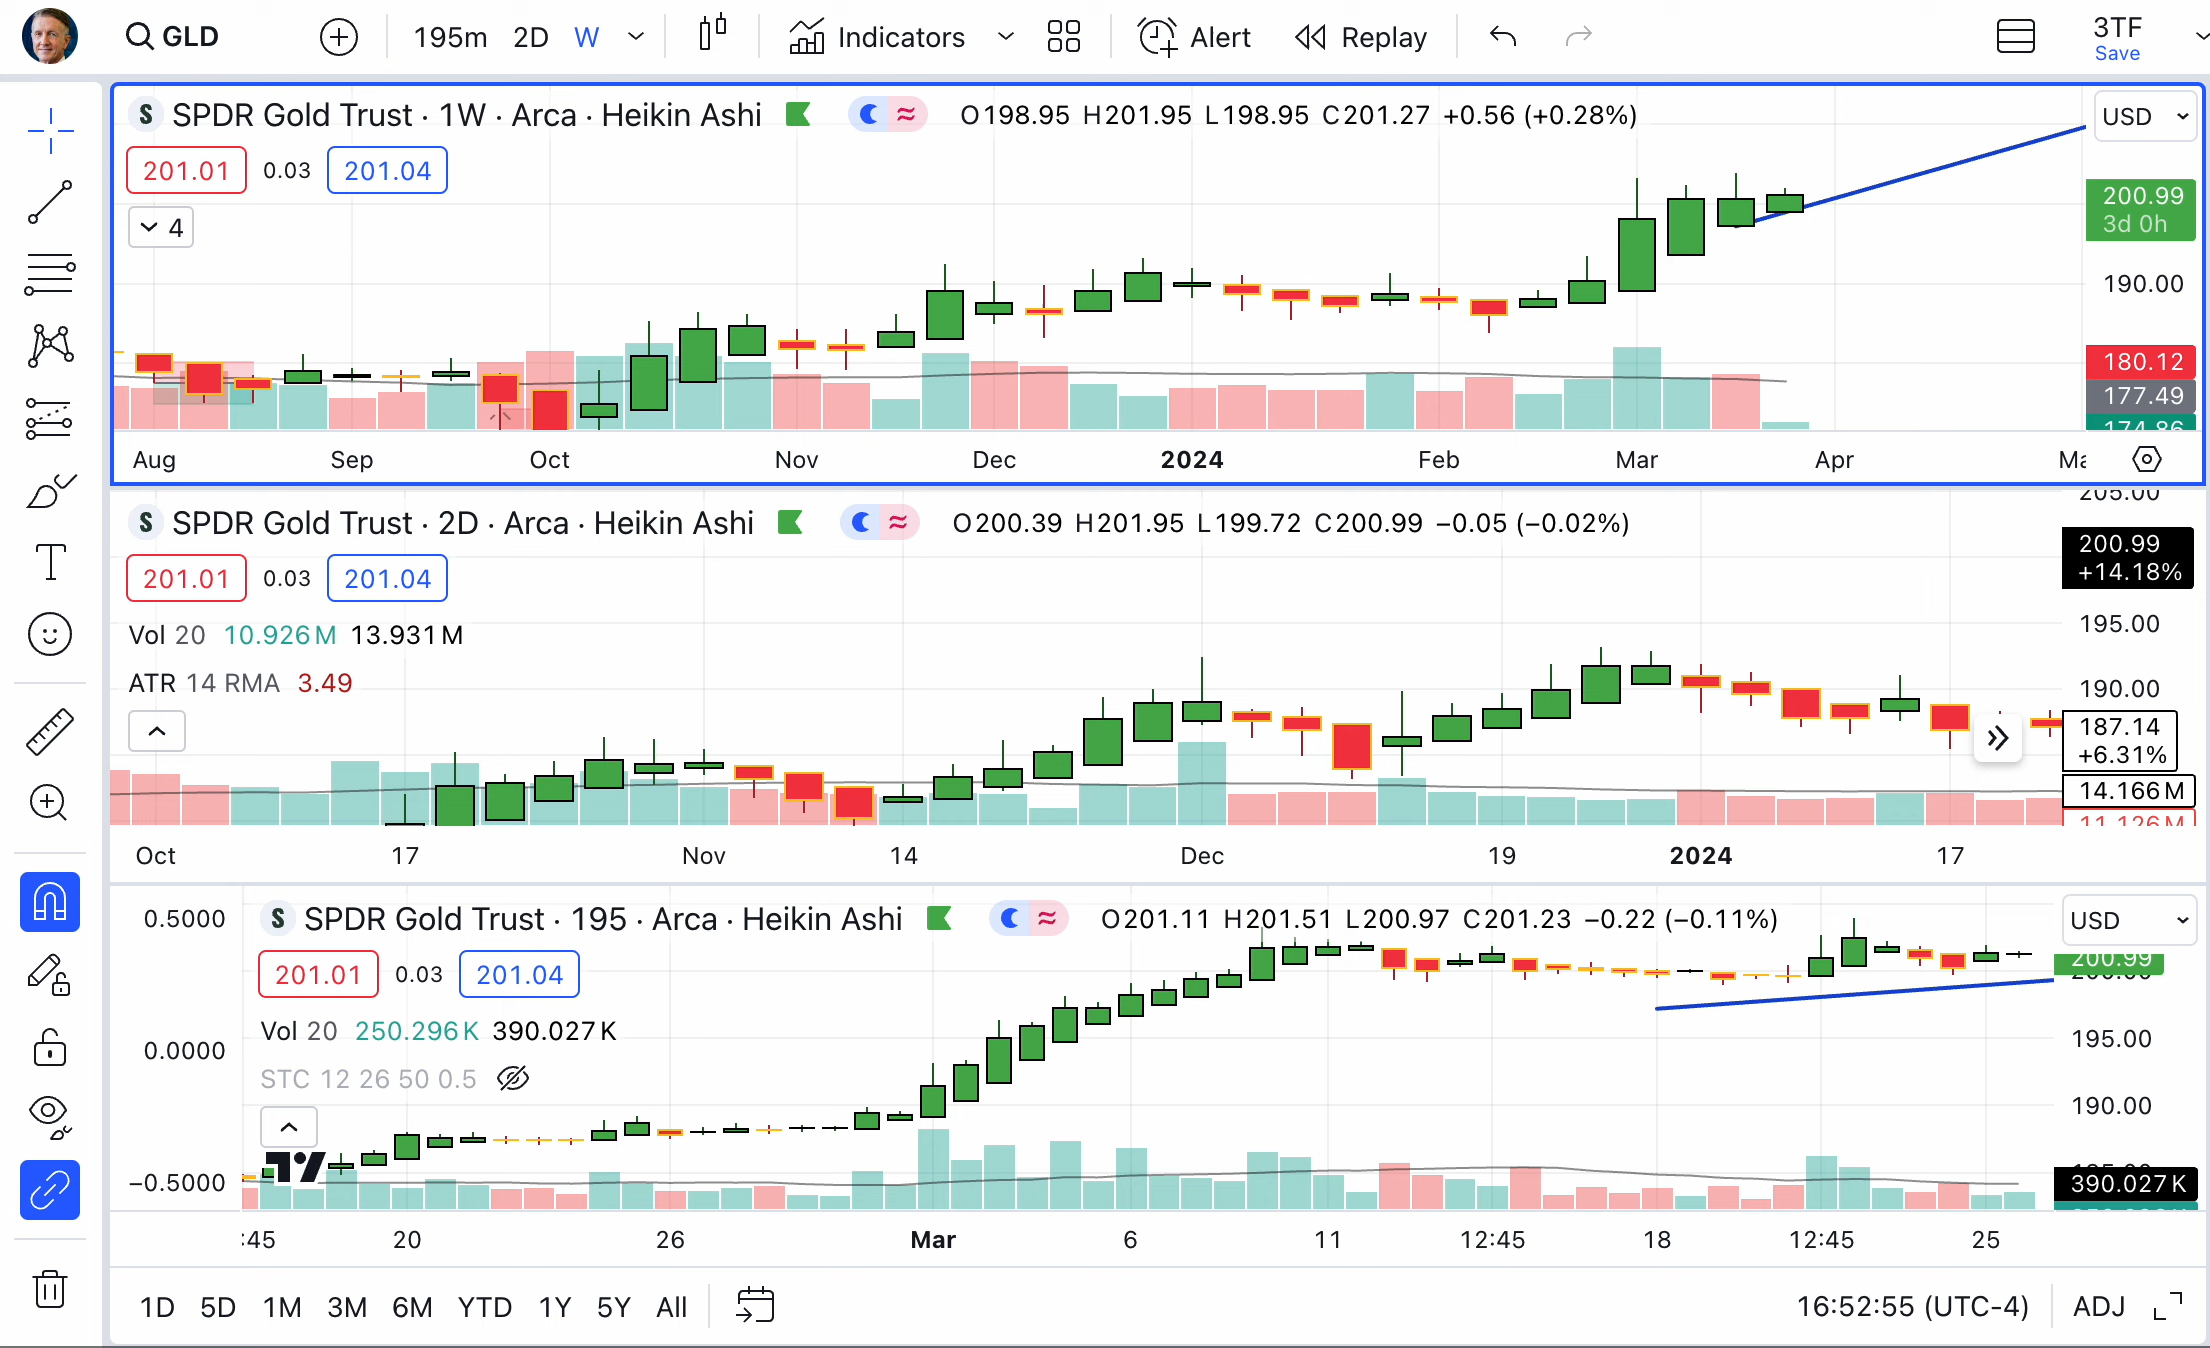 GLD 195m 2D W Indicators Alert Replay 3TF
Save
S SPDR Gold Trust · 1W · Arca · Heikin Ashi O198.95 H201.95 L198.95 C201.27 +0.56 (+0.28%) USD
201.01 0.03 201.04
4
200.99
3d 0h
190.00
180.12
177.49
174.86
Aug Sep Oct Nov Dec 2024 Feb Mar Apr
205.00
S SPDR Gold Trust · 2D · Arca · Heikin Ashi O200.39 H201.95 L199.72 C200.99 −0.05 (−0.02%)
200.99
+14.18%
201.01 0.03 201.04
Vol 20 10.926M 13.931M
195.00
ATR 14 RMA 3.49
190.00
187.14
+6.31%
14.166M
11.126M
Oct 17 Nov 14 Dec 19 2024 17
0.5000 S SPDR Gold Trust · 195 · Arca · Heikin Ashi O201.11 H201.51 L200.97 C201.23 −0.22 (−0.11%) USD
200.99
201.01 0.03 201.04
Vol 20 250.296K 390.027K
195.00
0.0000
STC 12 26 50 0.5
190.00
−0.5000
390.027K
:45 20 26 Mar 6 11 12:45 18 12:45 25
1D 5D 1M 3M 6M YTD 1Y 5Y All 16:52:55 (UTC-4) ADJ